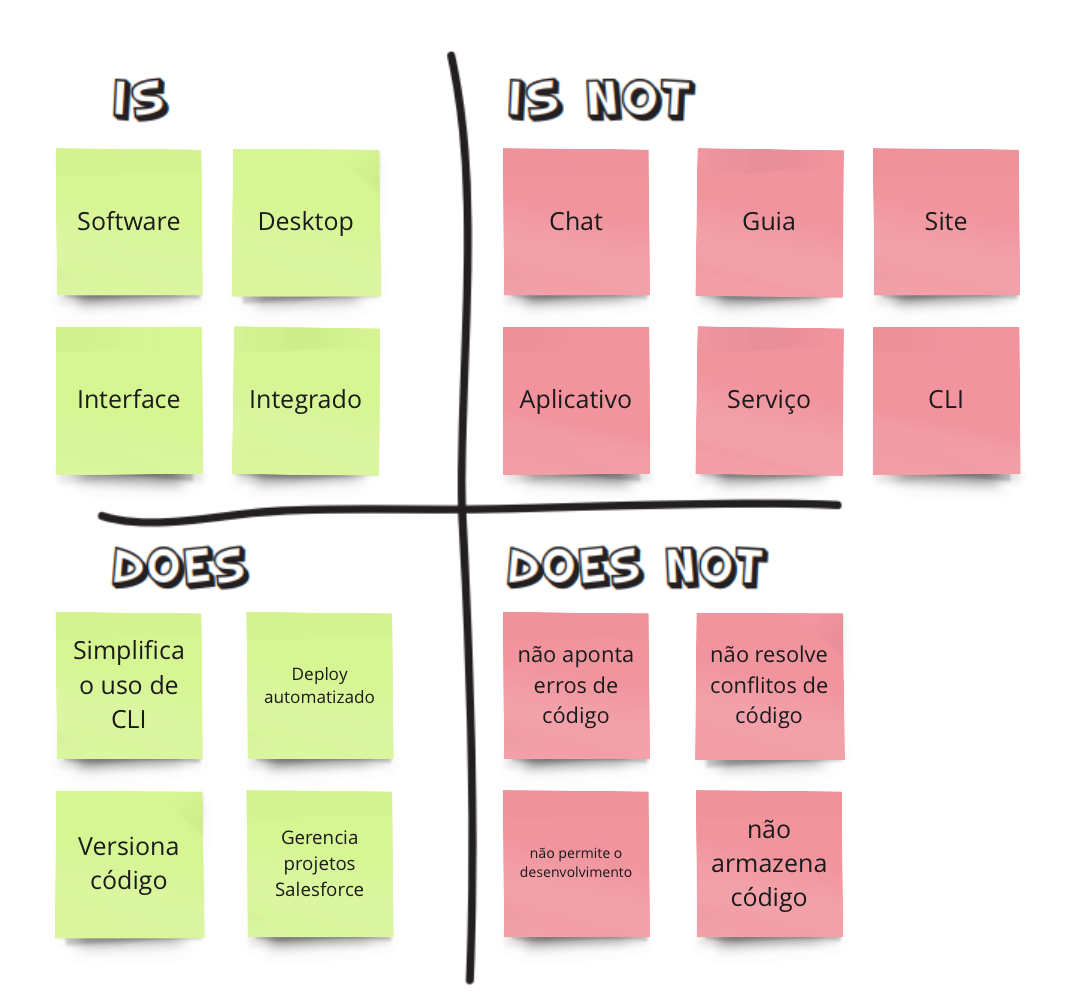 IS
IS NOT
Software
Desktop
Chat
Guia
Site
Interface
Integrado
Aplicativo
Serviço
CLI
DOES
DOES NOT
Simplifica
o uso de
CLI
Deploy
automatizado
não aponta
erros de
código
não resolve
conflitos de
código
Versiona
código
Gerencia
projetos
Salesforce
não permite o
desenvolvimento
não
armazena
código